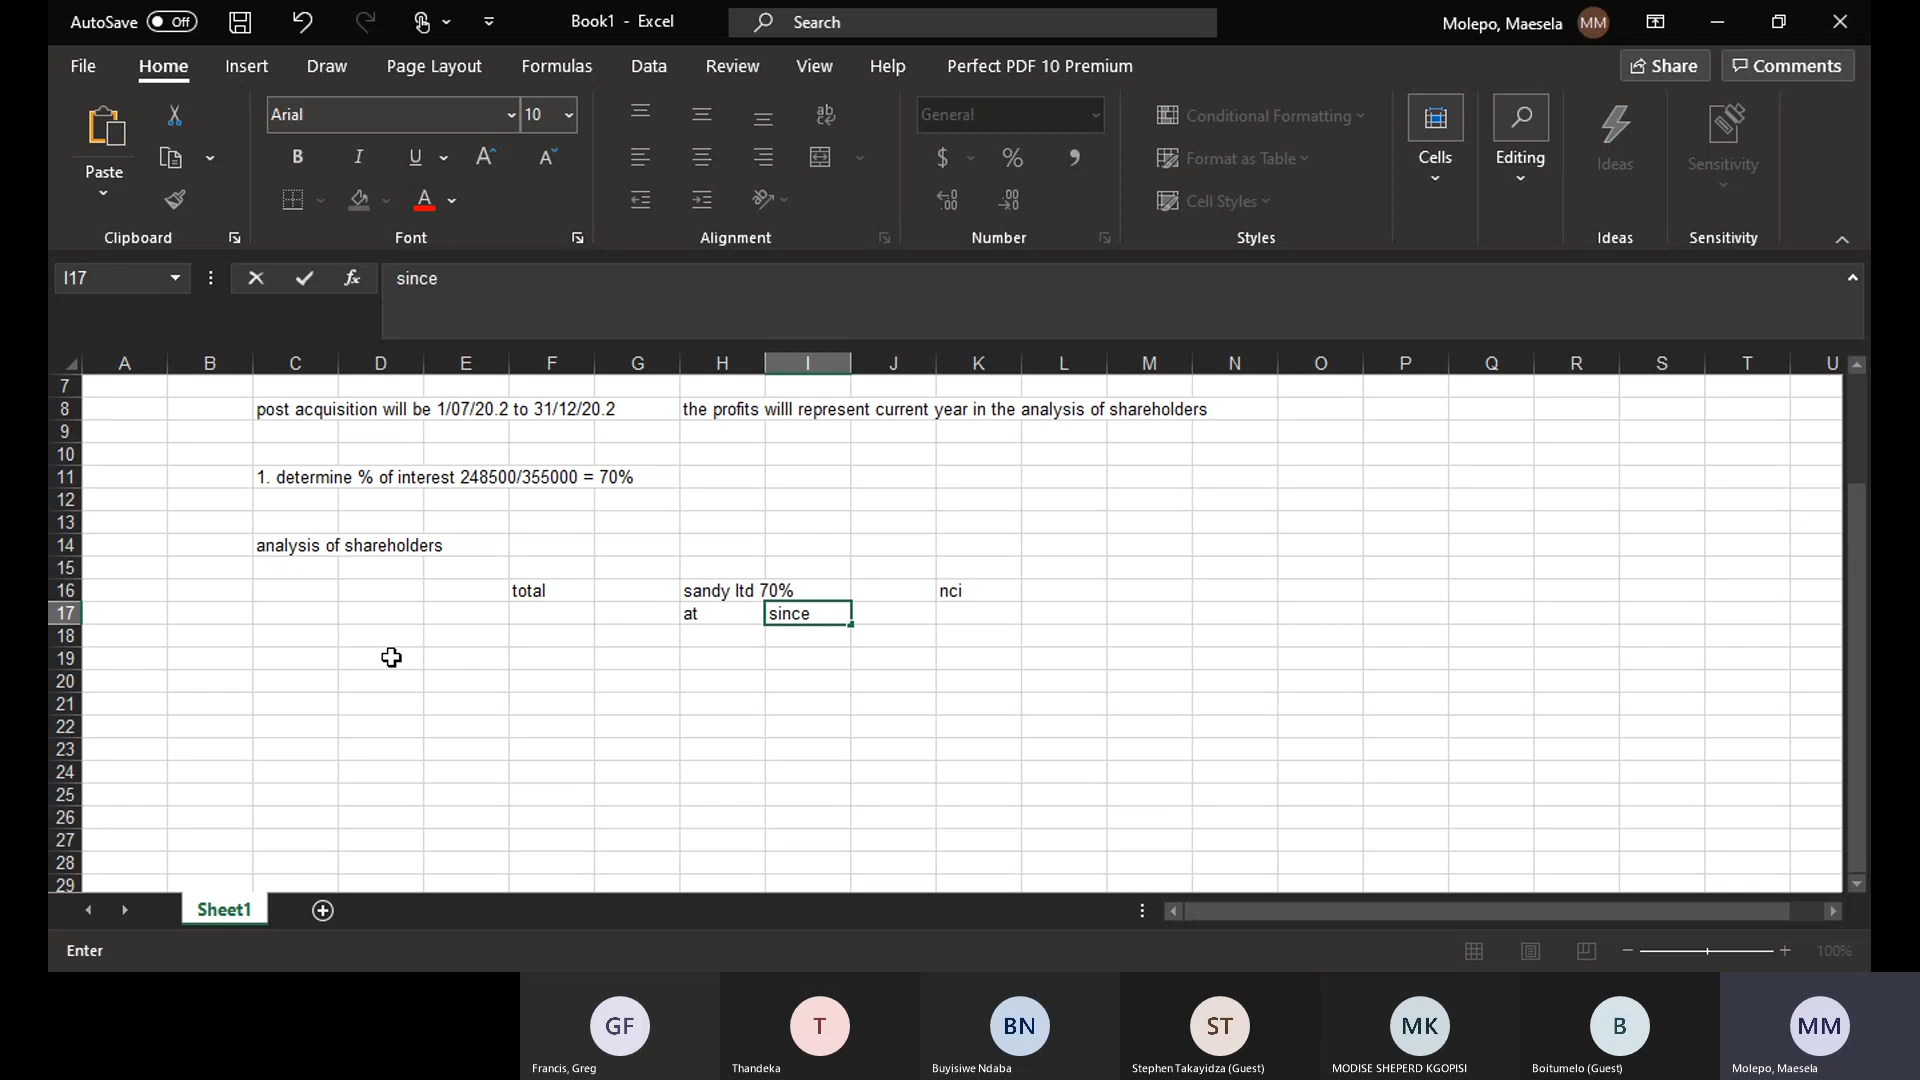 AutoSave Off Book1 - Excel Search Molepo, Maesela MM
File Home Insert Draw Page Layout Formulas Data Review View Help Perfect PDF 10 Premium Share Comments
Paste
Arial 10
B I U A A
A
ab
General
$ % 9
Conditional Formatting
Format as Table
Cell Styles
Cells
Editing
Ideas
Sensitivity
Clipboard Font Alignment Number Styles Ideas Sensitivity
I17 fx since
A B C D E F G H I J K L M N O P Q R S T U
7
8 post acquisition will be 1/07/20.2 to 31/12/20.2 the profits willl represent current year in the analysis of shareholders
9
10
11 1. determine % of interest 248500/355000 = 70%
12
13
14 analysis of shareholders
15
16 total sandy ltd 70% nci
17 at since
18
19
20
21
22
23
24
25
26
27
28
29
Sheet1
Enter 100%
GF T BN ST MK B MM
Francis, Greg Thandeka Buyisiwe Ndaba Stephen Takayidza (Guest) MODISE SHEPERD KGOPISI Boitumelo (Guest) Molepo, Maesela